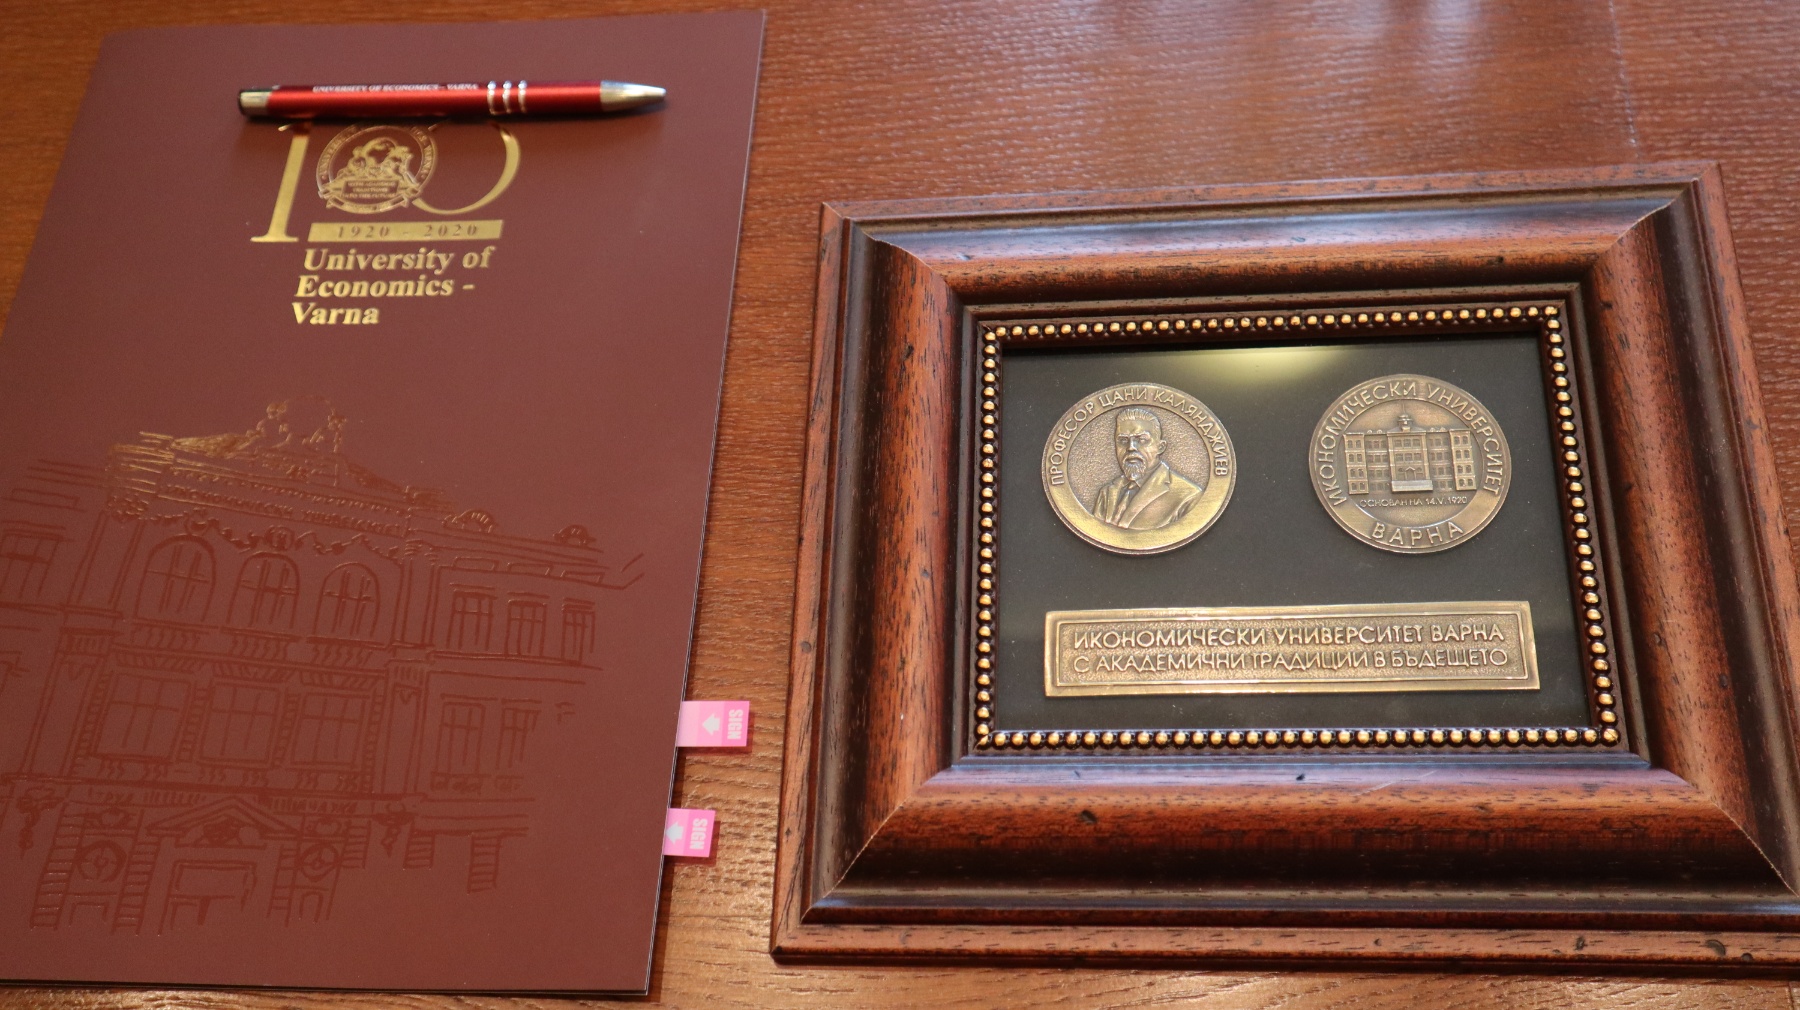 UNIVERSITY OF ECONOMICS - VARNA
100
1920 - 2020
University of
Economics -
Varna
SIGN
SIGN
ПРОФЕСОР ЦАНИ КАЛЯНДЖИЕВ
ИКОНОМИЧЕСКИ УНИВЕРСИТЕТ
ОСНОВАН НА 14.V.1920
ВАРНА
ИКОНОМИЧЕСКИ УНИВЕРСИТЕТ ВАРНА
С АКАДЕМИЧНИ ТРАДИЦИИ В БЪДЕЩЕТО